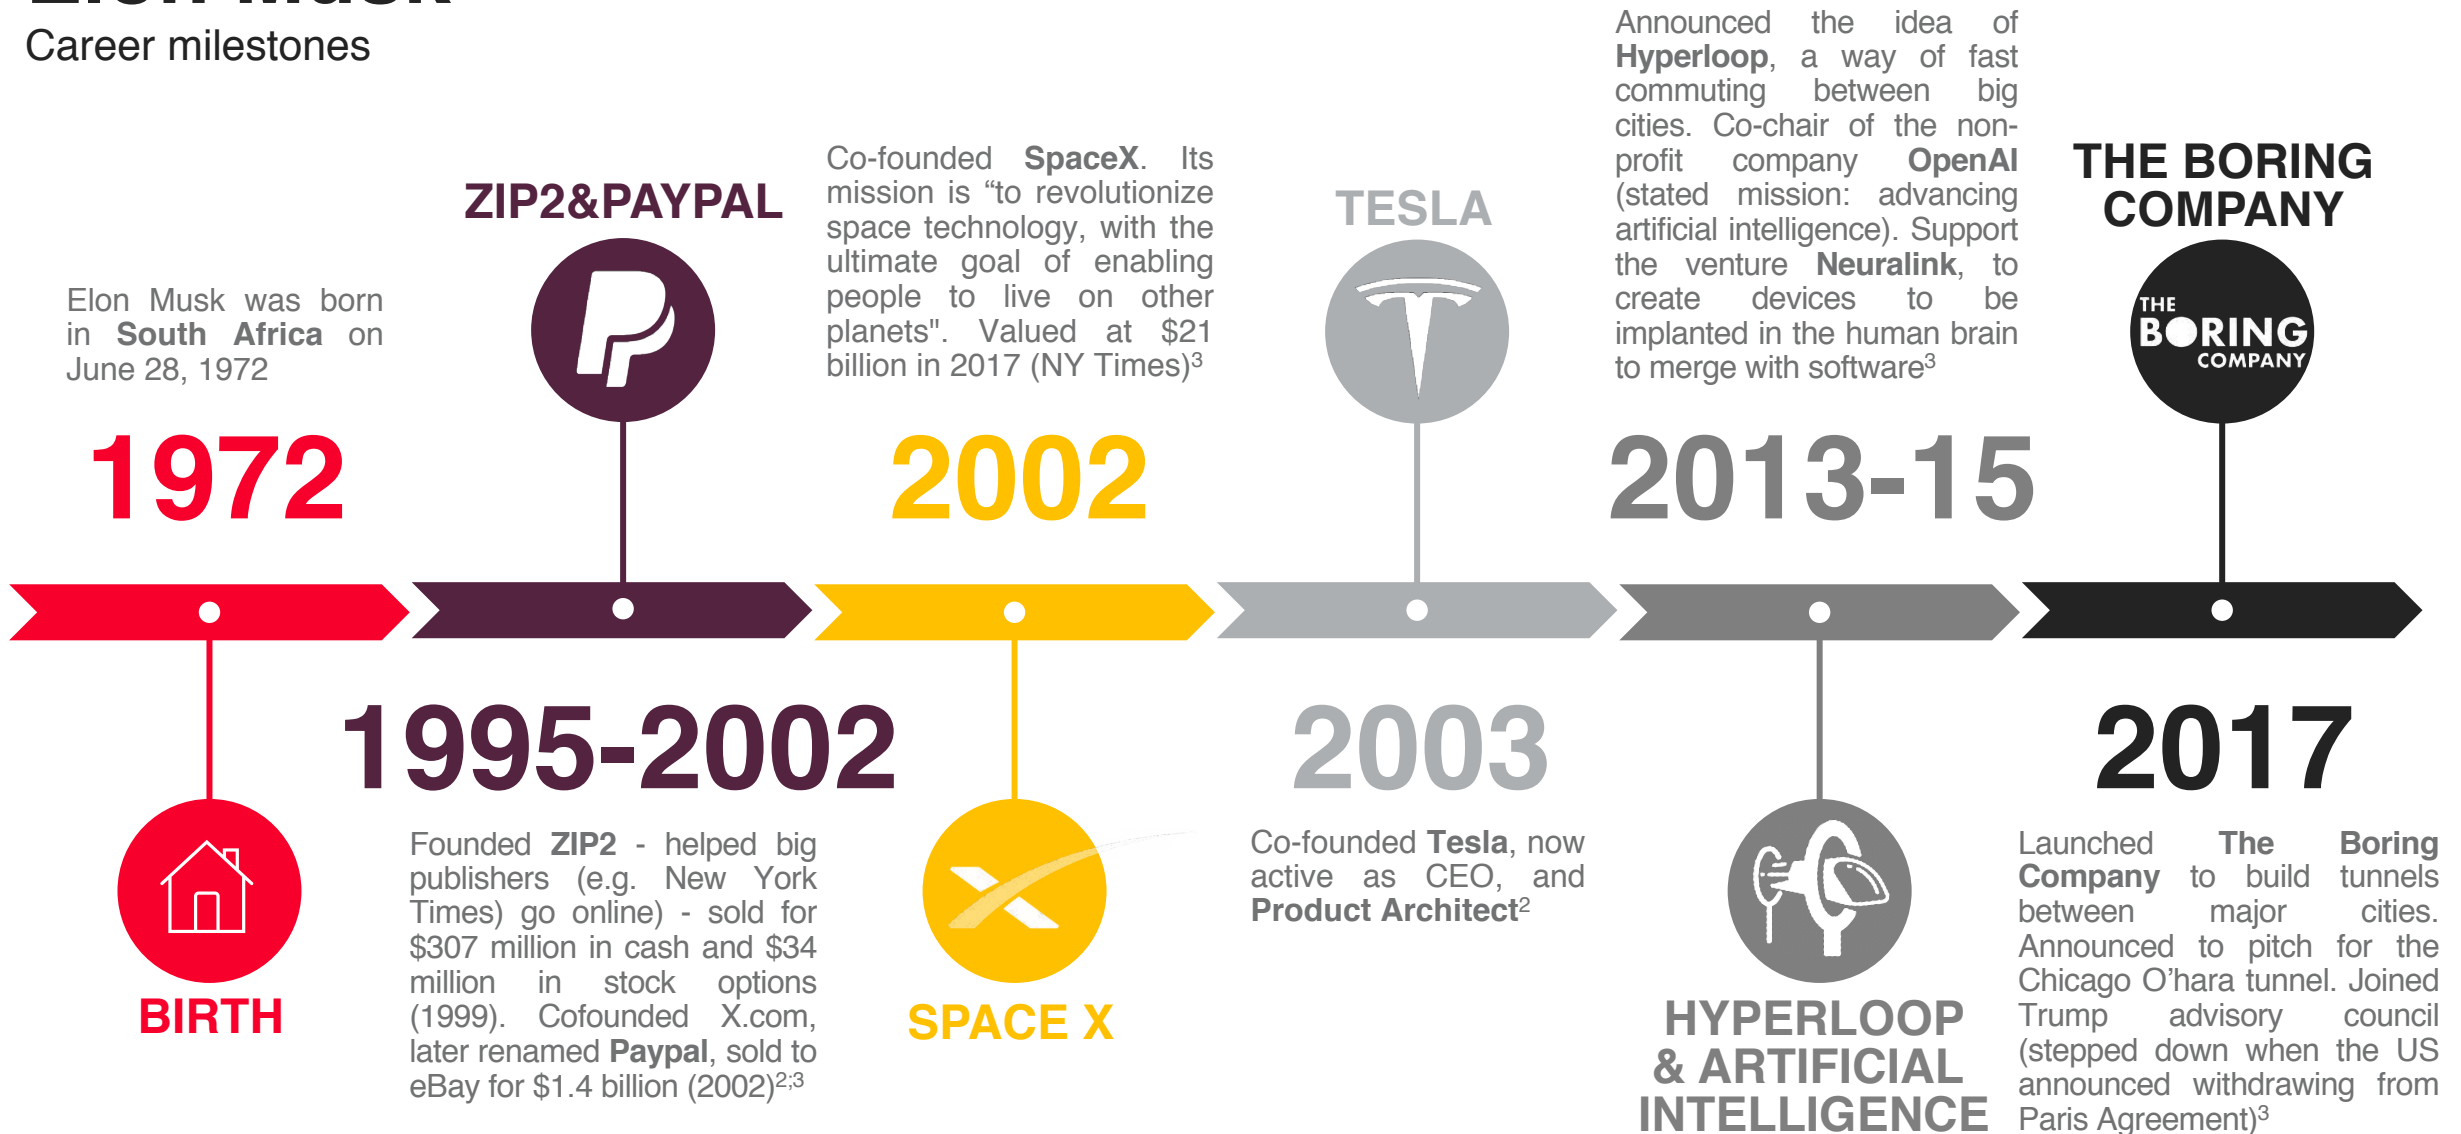 Elon Musk
Career milestones
Elon Musk was born
in South Africa on
June 28, 1972
1972
BIRTH
ZIP2&PAYPAL
1995-2002
Founded ZIP2 - helped big
publishers (e.g. New York
Times) go online) - sold for
$307 million in cash and $34
million in stock options
(1999). Cofounded X.com,
later renamed Paypal, sold to
eBay for $1.4 billion (2002)2;3
Co-founded SpaceX. Its
mission is “to revolutionize
space technology, with the
ultimate goal of enabling
people to live on other
planets". Valued at $21
billion in 2017 (NY Times)3
2002
SPACE X
TESLA
2003
Co-founded Tesla, now
active as CEO, and
Product Architect2
Announced the idea of
Hyperloop, a way of fast
commuting between big
cities. Co-chair of the non-
profit company OpenAI
(stated mission: advancing
artificial intelligence). Support
the venture Neuralink, to
create devices to be
implanted in the human brain
to merge with software3
2013-15
HYPERLOOP
& ARTIFICIAL
INTELLIGENCE
THE BORING
COMPANY
THE
BORING
COMPANY
2017
Launched The Boring
Company to build tunnels
between major cities.
Announced to pitch for the
Chicago O’hara tunnel. Joined
Trump advisory council
(stepped down when the US
announced withdrawing from
Paris Agreement)3